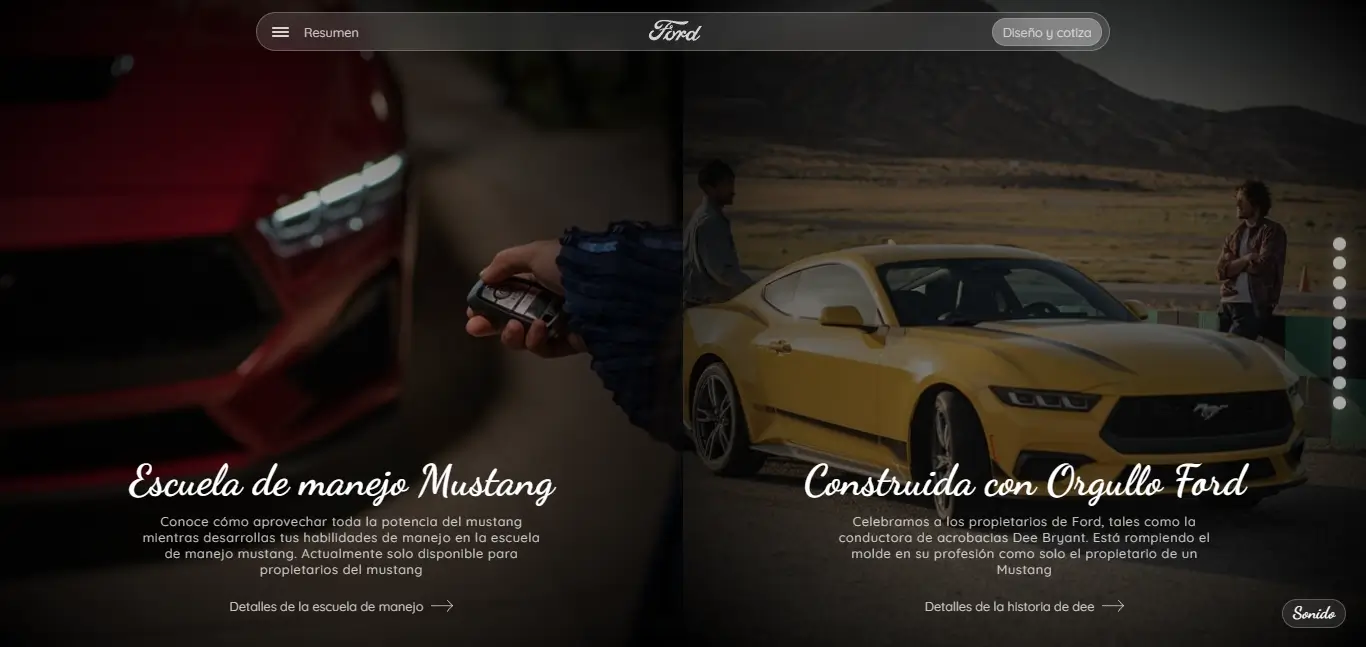 Resumen
Ford
Diseño y cotiza
Escuela de manejo Mustang
Conoce cómo aprovechar toda la potencia del mustang
mientras desarrollas tus habilidades de manejo en la escuela
de manejo mustang. Actualmente solo disponible para
propietarios del mustang
Detalles de la escuela de manejo
Construida con Orgullo Ford
Celebramos a los propietarios de Ford, tales como la
conductora de acrobacias Dee Bryant. Está rompiendo el
molde en su profesión como solo el propietario de un
Mustang
Detalles de la historia de dee
Sonido